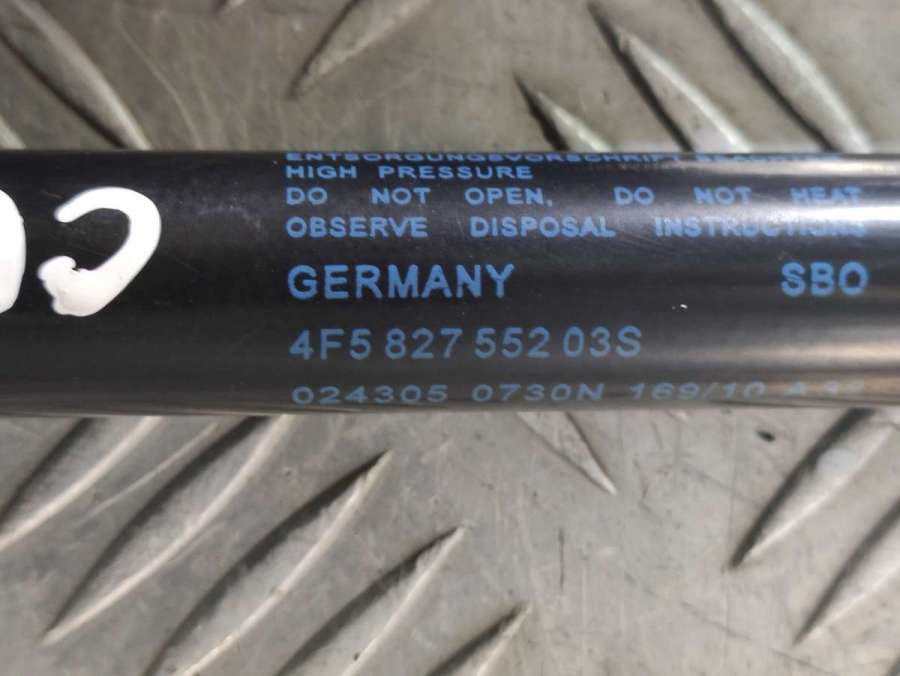 ENTSORGUNGSVORSCHRIFT
HIGH PRESSURE
DO NOT OPEN, DO NOT HEAT
OBSERVE DISPOSAL INSTRUCTIONS
GERMANY SBO
4F5 827 552 03S
024305 0730N 169/10